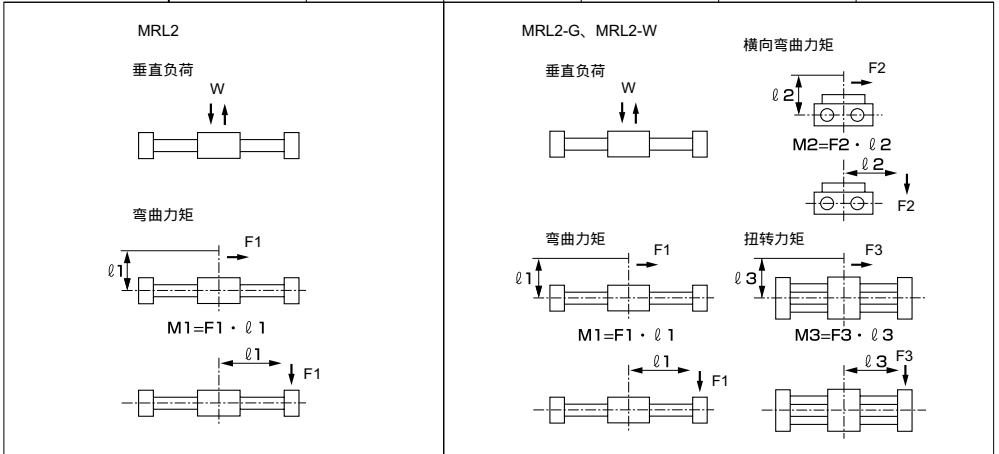 MRL2
垂直负荷
W
弯曲力矩
F1
ℓ1
M1=F1・ℓ1
ℓ1
F1
MRL2-G、MRL2-W
垂直负荷
W
横向弯曲力矩
F2
ℓ2
M2=F2・ℓ2
ℓ2
F2
弯曲力矩
F1
ℓ1
M1=F1・ℓ1
ℓ1
F1
扭转力矩
F3
ℓ3
M3=F3・ℓ3
ℓ3
F3